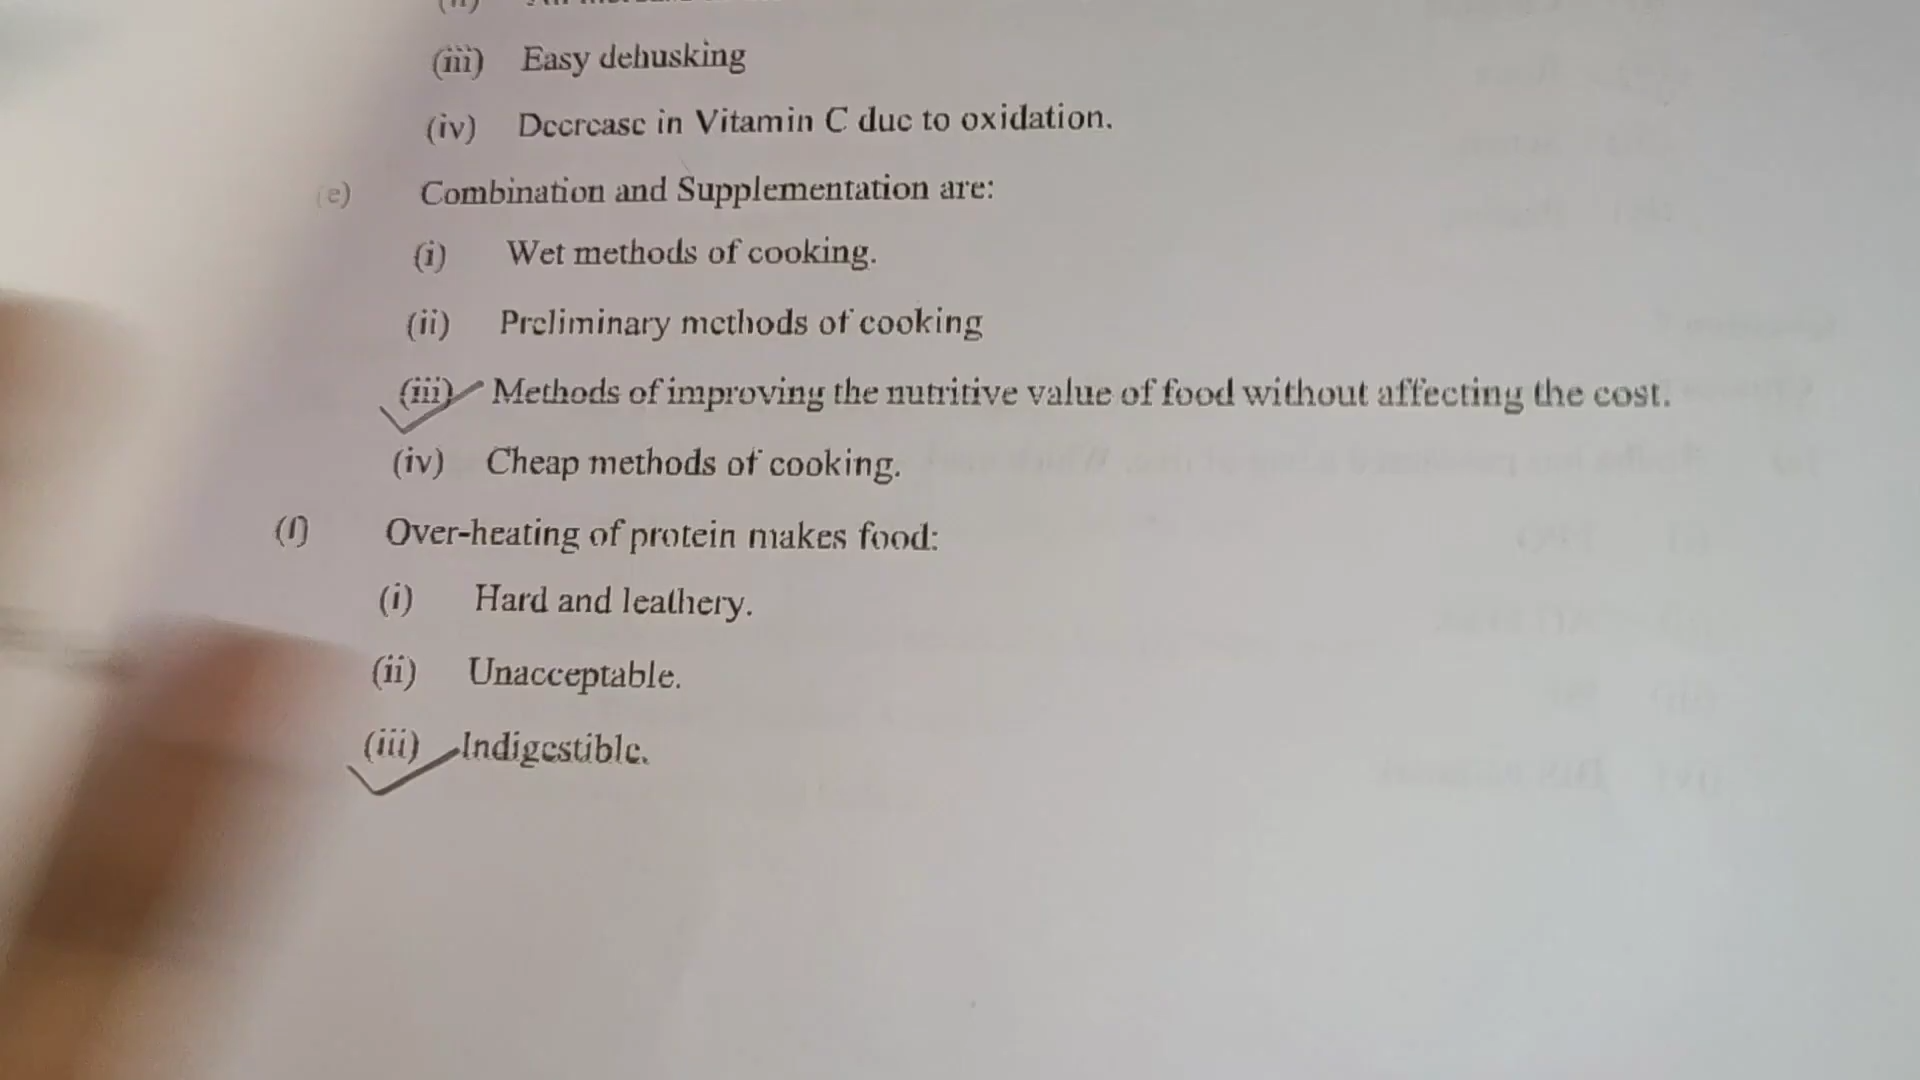 (iii) Easy dehusking
(iv) Decrease in Vitamin C due to oxidation.
(e) Combination and Supplementation are:
(i) Wet methods of cooking.
(ii) Preliminary methods of cooking
(iii) Methods of improving the nutritive value of food without affecting the cost.
(iv) Cheap methods of cooking.
(f) Over-heating of protein makes food:
(i) Hard and leathery.
(ii) Unacceptable.
(iii) Indigestible.